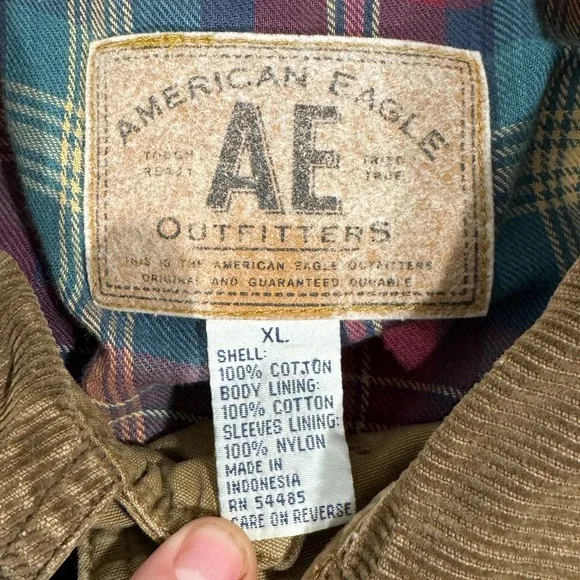 AMERICAN EAGLE
AE
TOUGH TRIED
READY TRUE
OUTFITTERS
THIS IS THE AMERICAN EAGLE OUTFITTERS
ORIGINAL AND GUARANTEED DURABLE.
XL
SHELL:
100% COTTON
BODY LINING:
100% COTTON
SLEEVES LINING:
100% NYLON
MADE IN
INDONESIA
RN 54485
CARE ON REVERSE